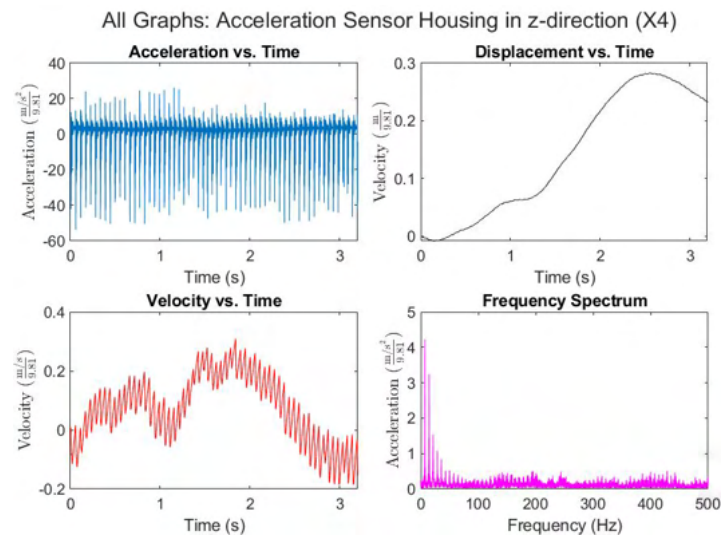 All Graphs: Acceleration Sensor Housing in z-direction (X4)
Acceleration vs. Time
Acceleration (m/s²/9.81)
40
20
0
-20
-40
-60
0 1 2 3
Time (s)
Displacement vs. Time
Velocity (m/9.81)
0.3
0.2
0.1
0
0 1 2 3
Time (s)
Velocity vs. Time
Velocity (m/s/9.81)
0.4
0.2
0
-0.2
0 1 2 3
Time (s)
Frequency Spectrum
Acceleration (m/s²/9.81)
5
4
3
2
1
0
0 100 200 300 400 500
Frequency (Hz)